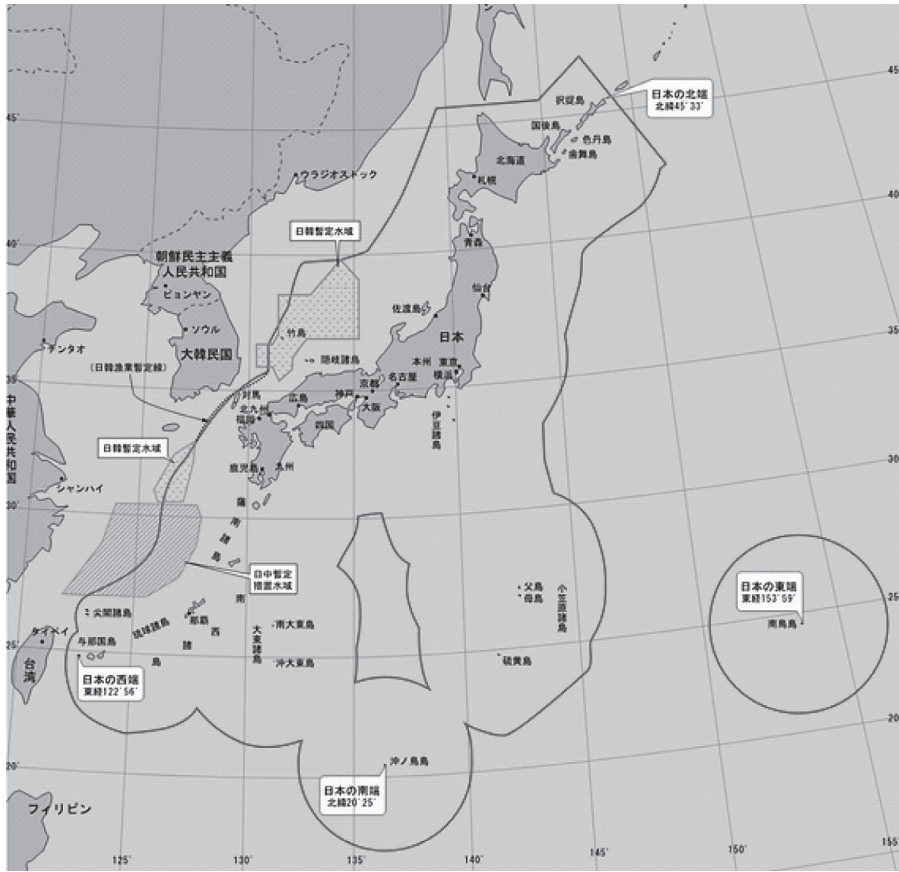 日本の北端
北緯45°33′
択捉島
国後島
色丹島
歯舞島
北海道
札幌
45°
45°
ウラジオストック
40°
40°
日韓暫定水域
朝鮮民主主義
人民共和国
ピョンヤン
青森
仙台
佐渡島
日本
ソウル
大韓民国
竹島
隠岐諸島
チンタオ
(日韓漁業暫定線)
本州
東京
横浜
名古屋
京都
神戸
大阪
広島
対馬
北九州
福岡
四国
伊豆諸島
35°
35°
中華人民共和国
日韓暫定水域
鹿児島
九州
シャンハイ
30°
30°
薩南諸島
日中暫定
措置水域
尖閣諸島
琉球諸島
那覇
南西諸島
大東諸島
南大東島
沖大東島
父島
母島
小笠原諸島
硫黄島
日本の東端
東経153°59′
南鳥島
25°
25°
タイペイ
台湾
与那国島
日本の西端
東経122°56′
20°
20°
沖ノ鳥島
日本の南端
北緯20°25′
フィリピン
125°
130°
135°
140°
145°
150°
155°